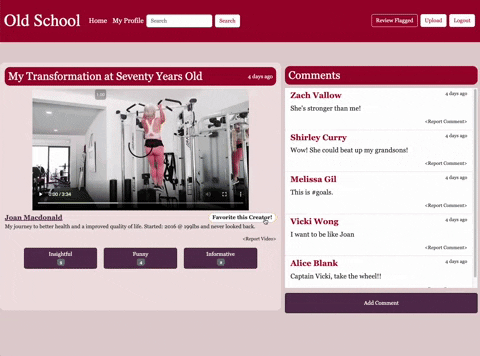 Old School
Home My Profile Search Search
Review Flagged Upload Logout
My Transformation at Seventy Years Old
4 days ago
0:00 / 3:34
Joan Macdonald
Favorite this Creator!
My journey to better health and a improved quality of life. Started: 2016 @ 199lbs and never looked back.
<Report Video>
Insightful Funny Informative
Comments
Zach Vallow 4 days ago
She's stronger than me!
<Report Comment>
Shirley Curry 4 days ago
Wow! She could beat up my grandsons!
<Report Comment>
Melissa Gil 4 days ago
This is #goals.
<Report Comment>
Vicki Wong 4 days ago
I want to be like Joan
<Report Comment>
Alice Blank 4 days ago
Captain Vicki, take the wheel!!
Add Comment